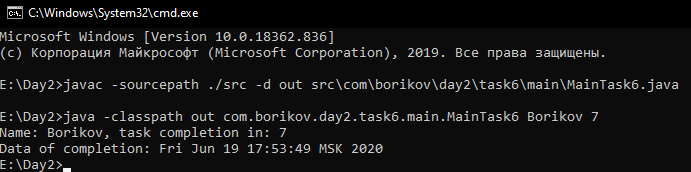 C:\Windows\System32\cmd.exe
Microsoft Windows [Version 10.0.18362.836]
(c) Корпорация Майкрософт (Microsoft Corporation), 2019. Все права защищены.
E:\Day2>javac -sourcepath ./src -d out src\com\borikov\day2\task6\main\MainTask6.java
E:\Day2>java -classpath out com.borikov.day2.task6.main.MainTask6 Borikov 7
Name: Borikov, task completion in: 7
Data of completion: Fri Jun 19 17:53:49 MSK 2020
E:\Day2>